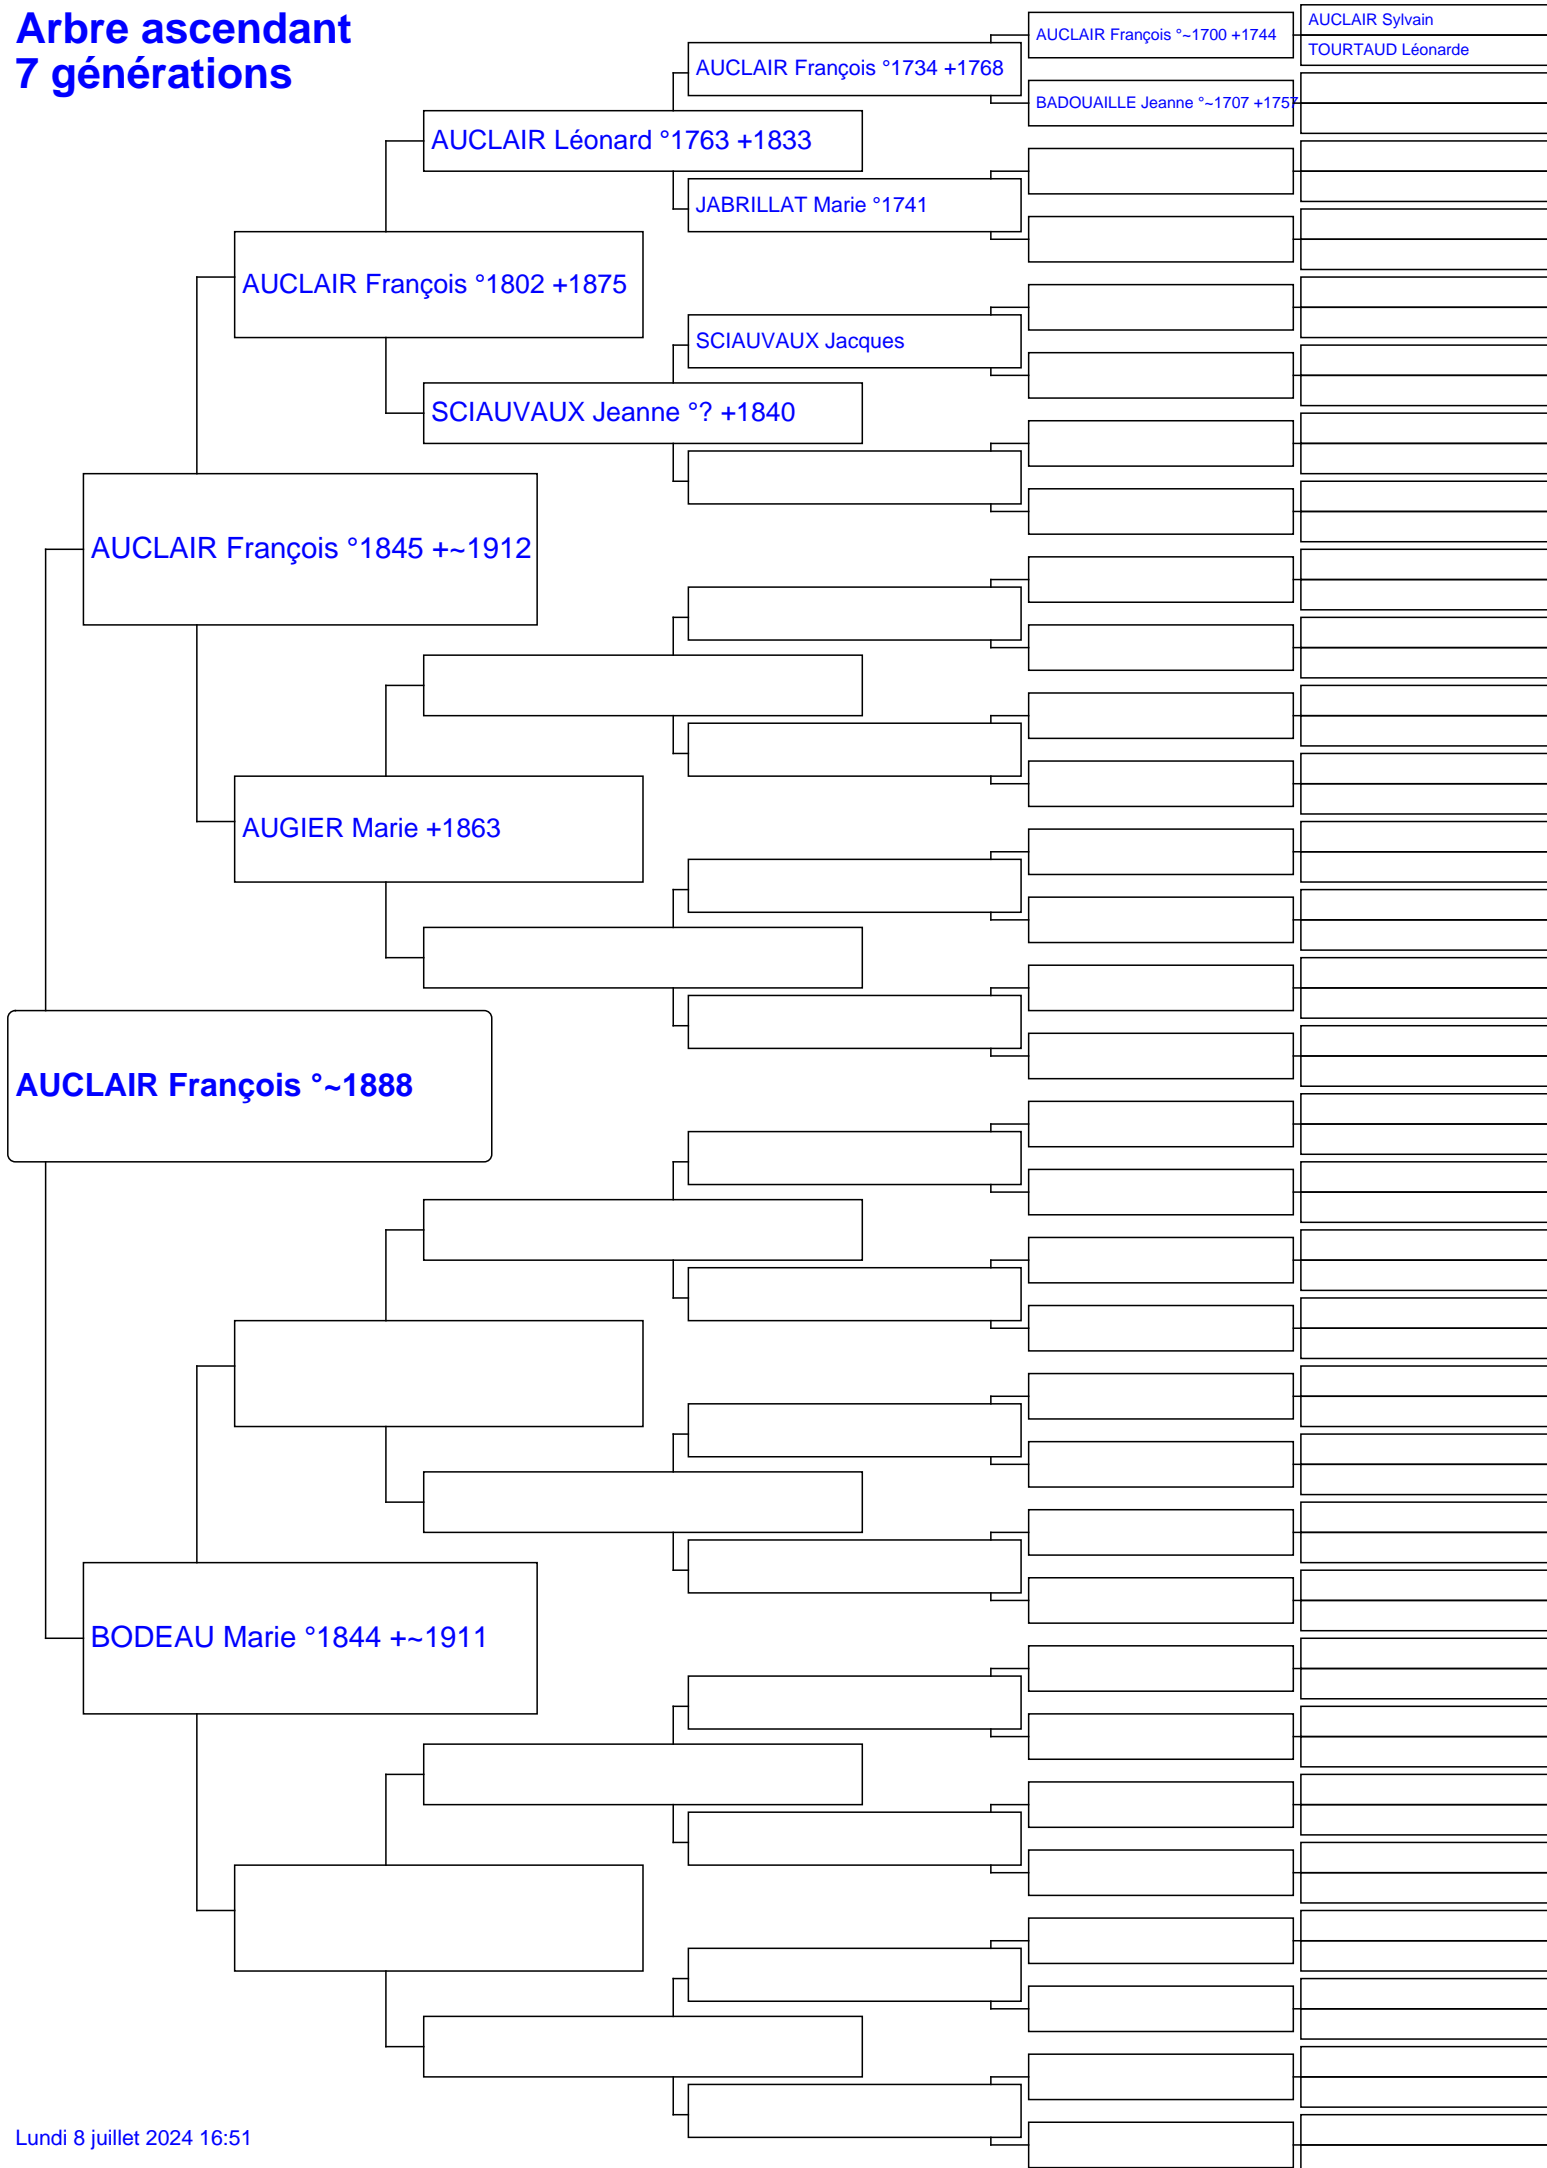 Arbre ascendant
7 générations
AUCLAIR Sylvain
AUCLAIR François °~1700 +1744
TOURTAUD Léonarde
AUCLAIR François °1734 +1768
BADOUAILLE Jeanne °~1707 +1757
AUCLAIR Léonard °1763 +1833
JABRILLAT Marie °1741
AUCLAIR François °1802 +1875
SCIAUVAUX Jacques
SCIAUVAUX Jeanne °? +1840
AUCLAIR François °1845 +~1912
AUGIER Marie +1863
AUCLAIR François °~1888
BODEAU Marie °1844 +~1911
Lundi 8 juillet 2024 16:51